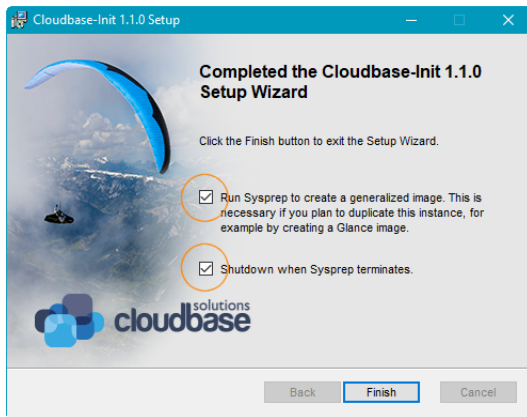 Cloudbase-Init 1.1.0 Setup
Completed the Cloudbase-Init 1.1.0
Setup Wizard
Click the Finish button to exit the Setup Wizard.
Run Sysprep to create a generalized image. This is
necessary if you plan to duplicate this instance, for
example by creating a Glance image.
Shutdown when Sysprep terminates.
solutions
cloudbase
Back
Finish
Cancel